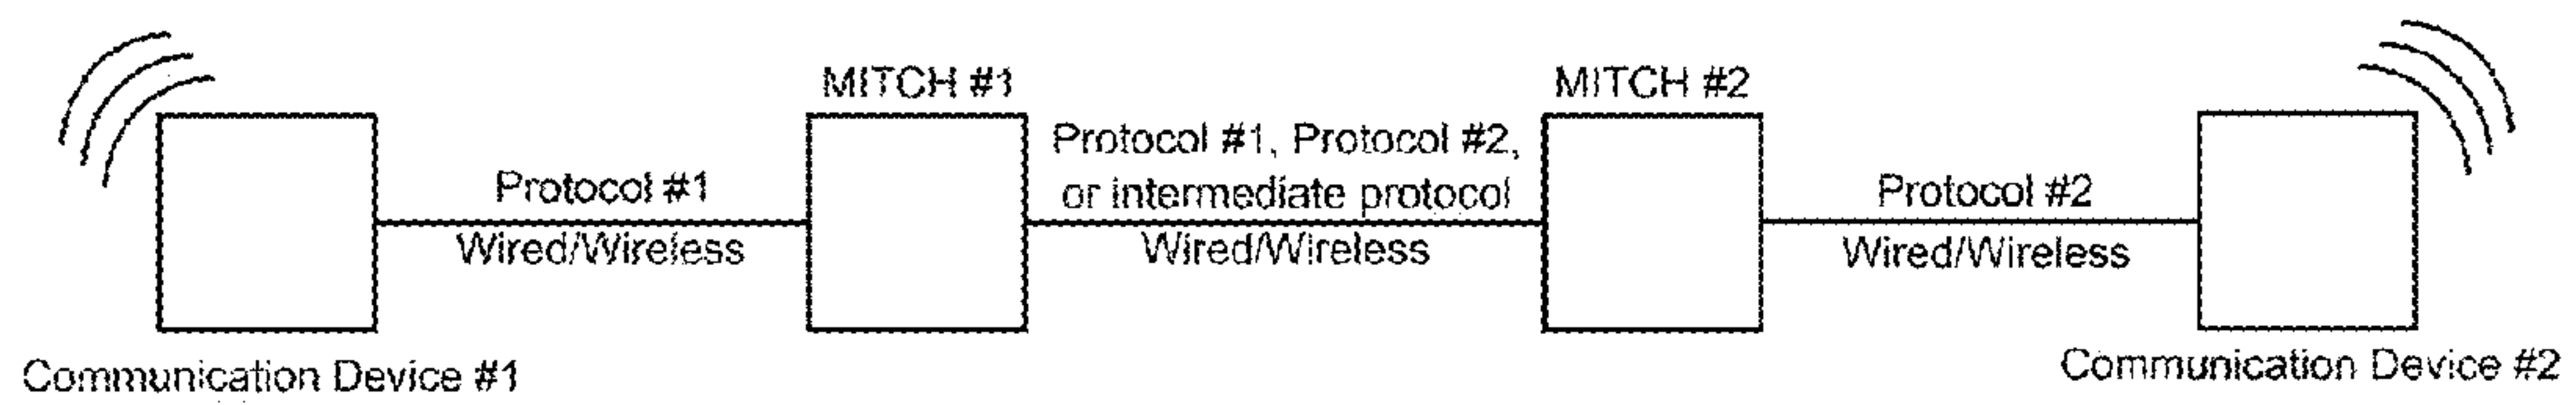 MITCH #1
MITCH #2
Protocol #1
Wired/Wireless
Protocol #1, Protocol #2,
or intermediate protocol
Wired/Wireless
Protocol #2
Wired/Wireless
Communication Device #1
Communication Device #2